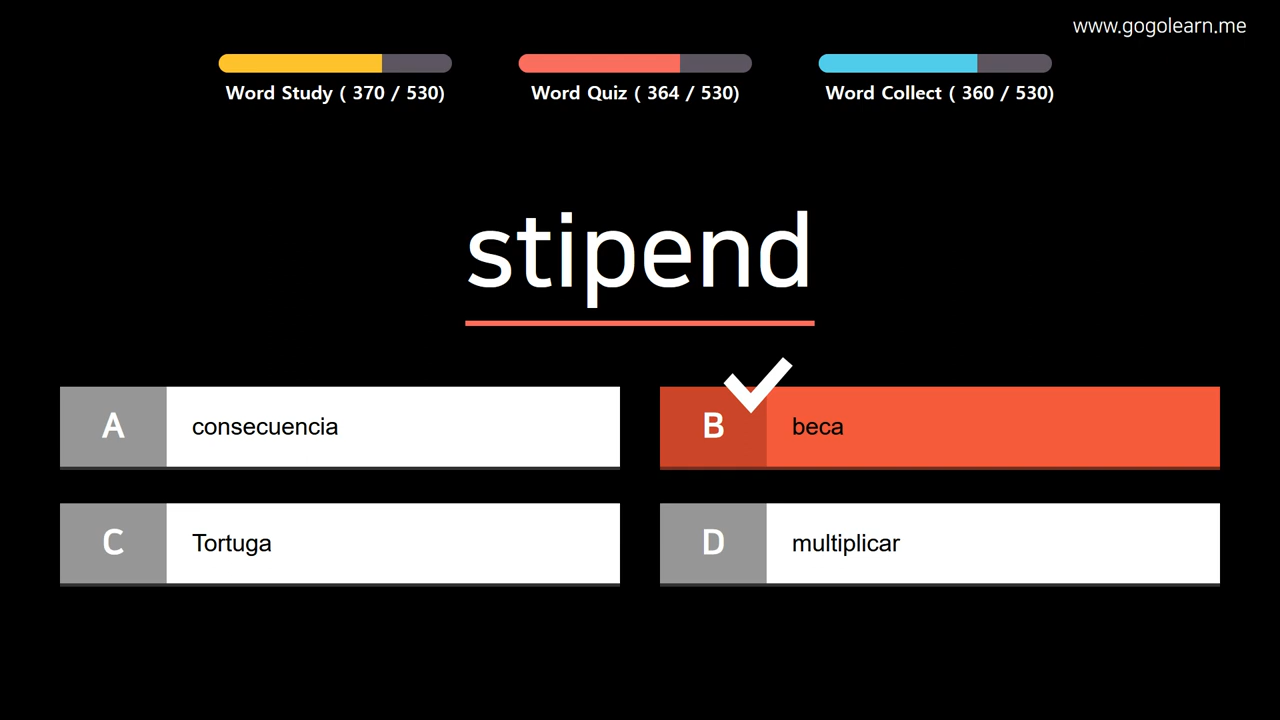 www.gogolearn.me
Word Study ( 370 / 530)
Word Quiz ( 364 / 530)
Word Collect ( 360 / 530)
stipend
A
consecuencia
B
beca
C
Tortuga
D
multiplicar